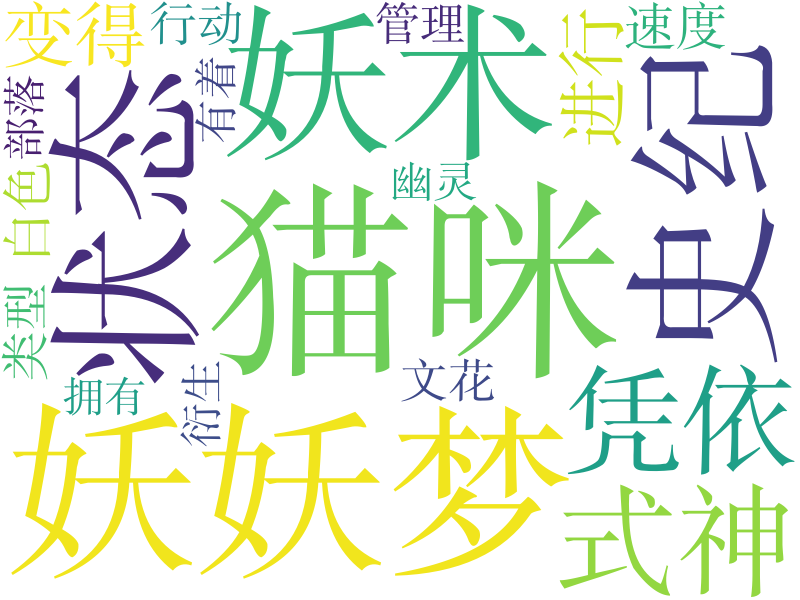 变得
行动
妖术
管理
进行
速度
部落
状态
有着
史纪
白色
幽灵
猫咪
类型
拥有
衍生
文花
凭依
妖妖梦
式神